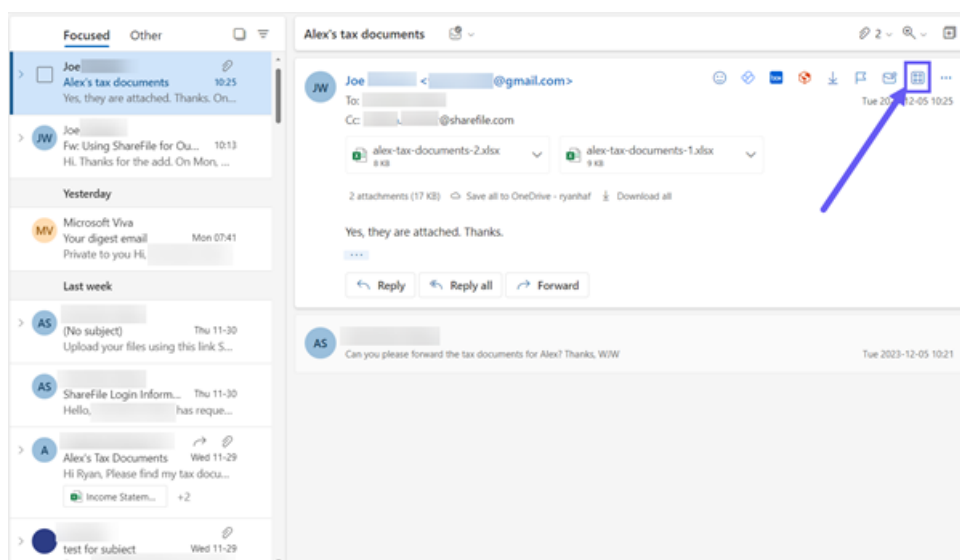 Focused Other
Joe
Alex's tax documents 10:25
Yes, they are attached. Thanks. On...
JW
Joe
Fw: Using ShareFile for Ou... 10:13
Hi. Thanks for the add. On Mon, ...
Yesterday
MV
Microsoft Viva
Your digest email Mon 07:41
Private to you Hi,
Last week
AS
(No subject) Thu 11-30
Upload your files using this link S...
AS
ShareFile Login Inform... Thu 11-30
Hello, has reque...
A
Alex's Tax Documents Wed 11-29
Hi Ryan, Please find my tax docu...
Income Statem... +2
test for subject Wed 11-29
Alex's tax documents 2
JW
Joe < @gmail.com>
To:
Tue 20 12-05 10:25
Cc: @sharefile.com
alex-tax-documents-2.xlsx
8 KB
alex-tax-documents-1.xlsx
9 KB
2 attachments (17 KB) Save all to OneDrive - ryanhaf Download all
Yes, they are attached. Thanks.
...
Reply Reply all Forward
AS
Can you please forward the tax documents for Alex? Thanks, WJW Tue 2023-12-05 10:21